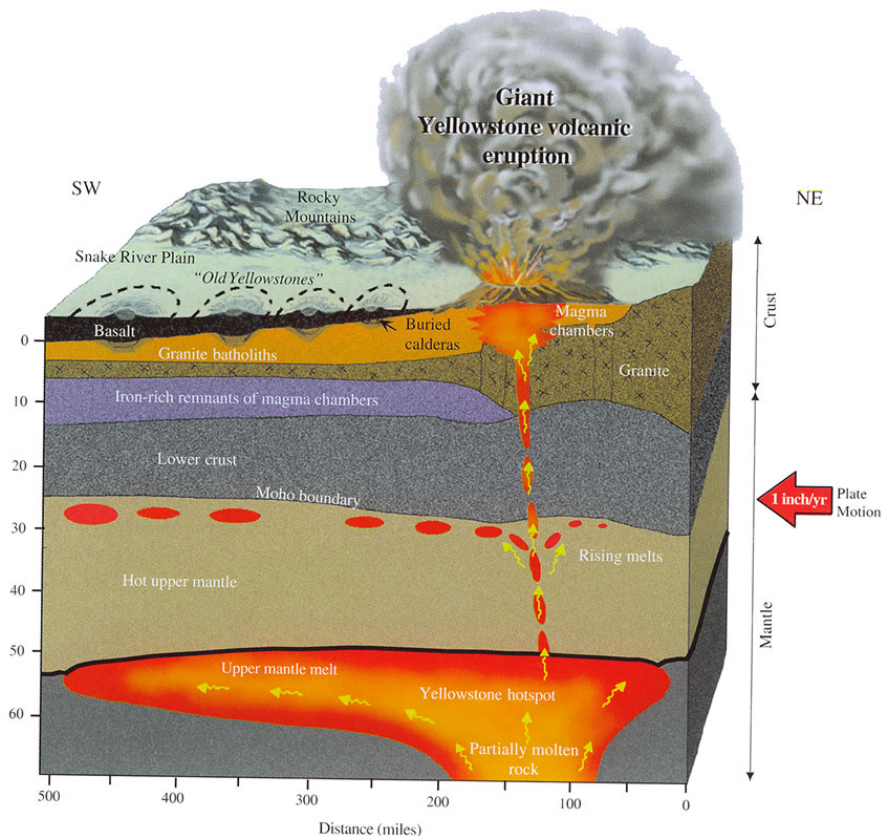 Giant
Yellowstone volcanic
eruption
SW
NE
Rocky
Mountains
Snake River Plain
"Old Yellowstones"
Basalt
Buried
calderas
Magma
chambers
Crust
Granite batholiths
Granite
Iron-rich remnants of magma chambers
Lower crust
Moho boundary
1 inch/yr
Plate
Motion
Rising melts
Hot upper mantle
Mantle
Upper mantle melt
Yellowstone hotspot
Partially molten
rock
0
10
20
30
40
50
60
500
400
300
200
100
0
Distance (miles)